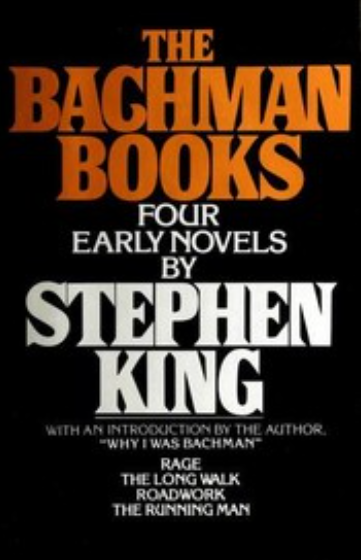 THE
BACHMAN
BOOKS
FOUR
EARLY NOVELS
BY
STEPHEN
KING
WITH AN INTRODUCTION BY THE AUTHOR,
"WHY I WAS BACHMAN"
RAGE
THE LONG WALK
ROADWORK
THE RUNNING MAN